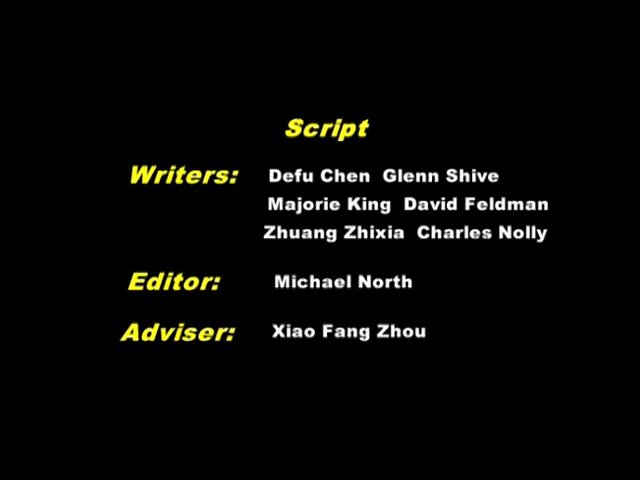 Script
Writers: Defu Chen Glenn Shive
Majorie King David Feldman
Zhuang Zhixia Charles Nolly
Editor: Michael North
Adviser: Xiao Fang Zhou